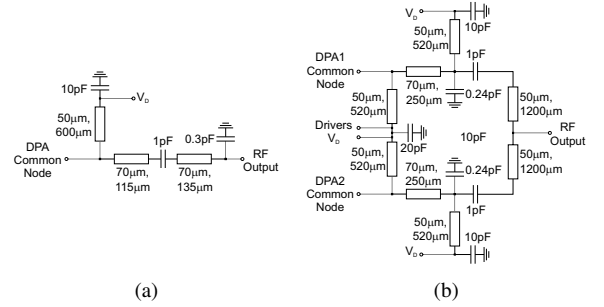 10pF
V_D
50μm,
600μm
1pF
0.3pF
DPA
Common
Node
RF
Output
70μm,
115μm
70μm,
135μm
(a)
V_D
10pF
50μm,
520μm
DPA1
Common
Node
1pF
70μm,
250μm
0.24pF
50μm,
520μm
50μm,
1200μm
Drivers
V_D
20pF
10pF
RF
Output
50μm,
520μm
70μm,
250μm
0.24pF
50μm,
1200μm
DPA2
Common
Node
1pF
50μm,
520μm
10pF
V_D
(b)